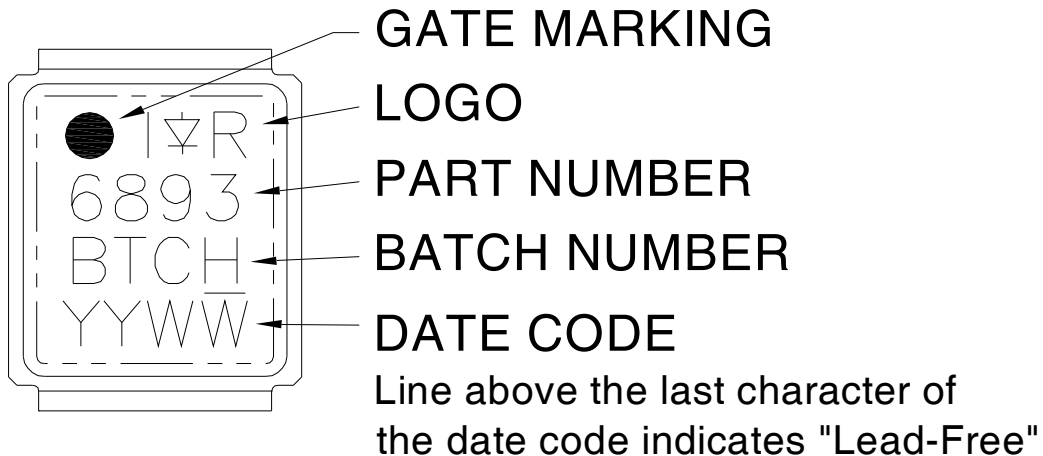 GATE MARKING
I R
LOGO
6893
PART NUMBER
BTCH
BATCH NUMBER
YYWW
DATE CODE
Line above the last character of
the date code indicates "Lead-Free"